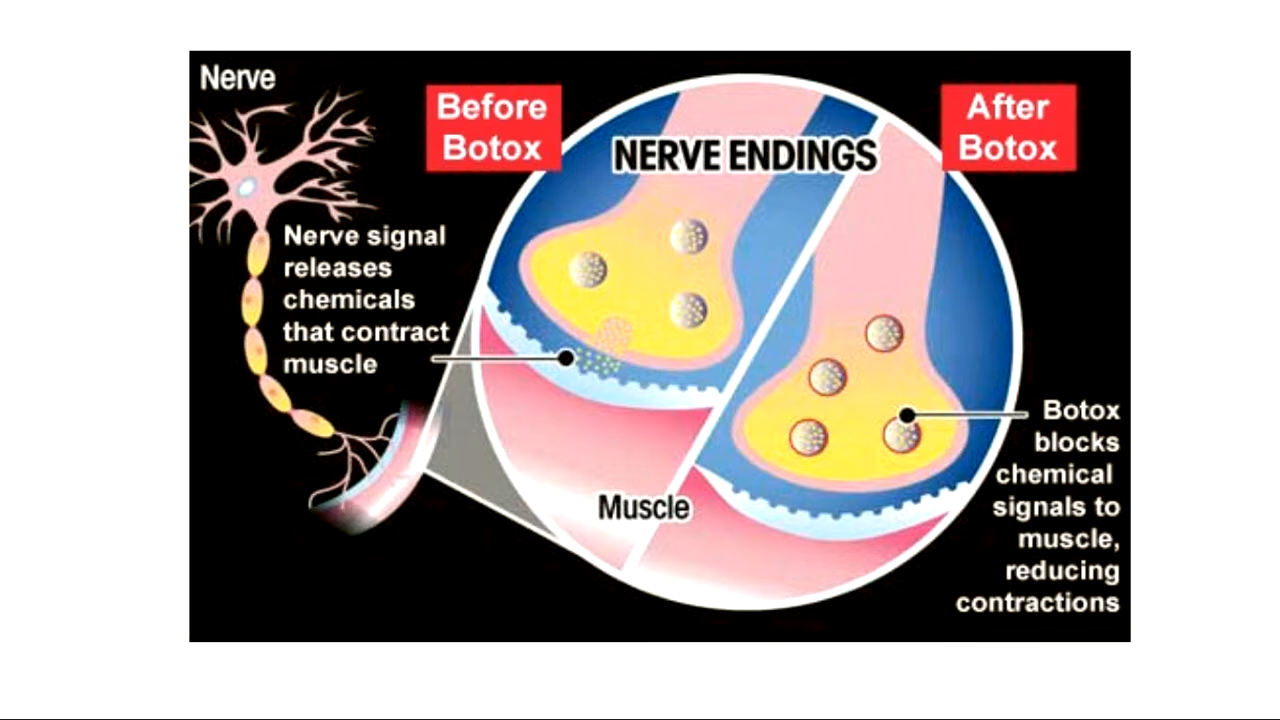 Nerve
Before
Botox
After
Botox
NERVE ENDINGS
Nerve signal
releases
chemicals
that contract
muscle
Muscle
Botox
blocks
chemical
signals to
muscle,
reducing
contractions